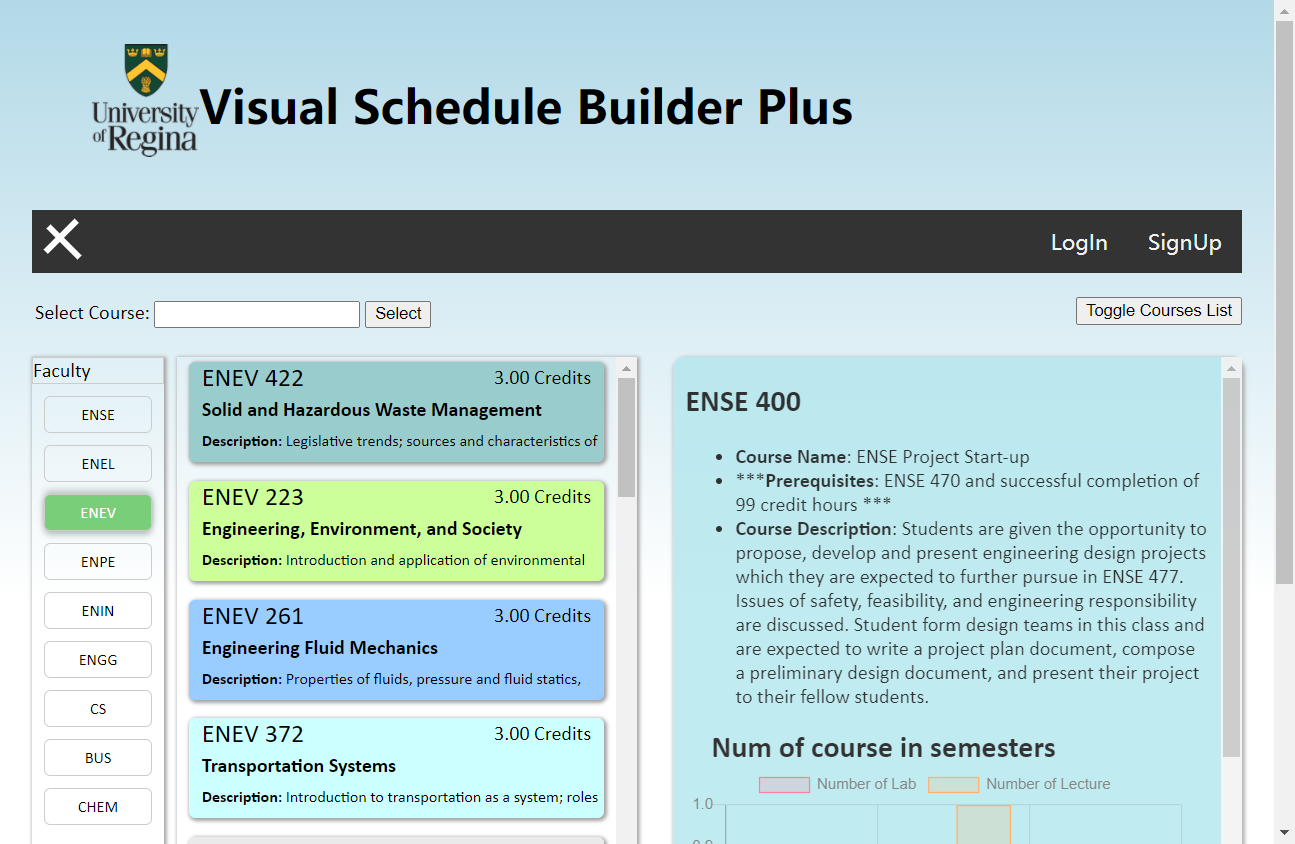 University
of Regina
Visual Schedule Builder Plus
LogIn
SignUp
Select Course:
Select
Toggle Courses List
Faculty
ENSE
ENEL
ENEV
ENPE
ENIN
ENGG
CS
BUS
CHEM
ENEV 422
3.00 Credits
Solid and Hazardous Waste Management
Description: Legislative trends; sources and characteristics of
ENEV 223
3.00 Credits
Engineering, Environment, and Society
Description: Introduction and application of environmental
ENEV 261
3.00 Credits
Engineering Fluid Mechanics
Description: Properties of fluids, pressure and fluid statics,
ENEV 372
3.00 Credits
Transportation Systems
Description: Introduction to transportation as a system; roles
ENSE 400
• Course Name: ENSE Project Start-up
• ***Prerequisites: ENSE 470 and successful completion of
99 credit hours ***
• Course Description: Students are given the opportunity to
propose, develop and present engineering design projects
which they are expected to further pursue in ENSE 477.
Issues of safety, feasibility, and engineering responsibility
are discussed. Student form design teams in this class and
are expected to write a project plan document, compose
a preliminary design document, and present their project
to their fellow students.
Num of course in semesters
Number of Lab
Number of Lecture
1.0